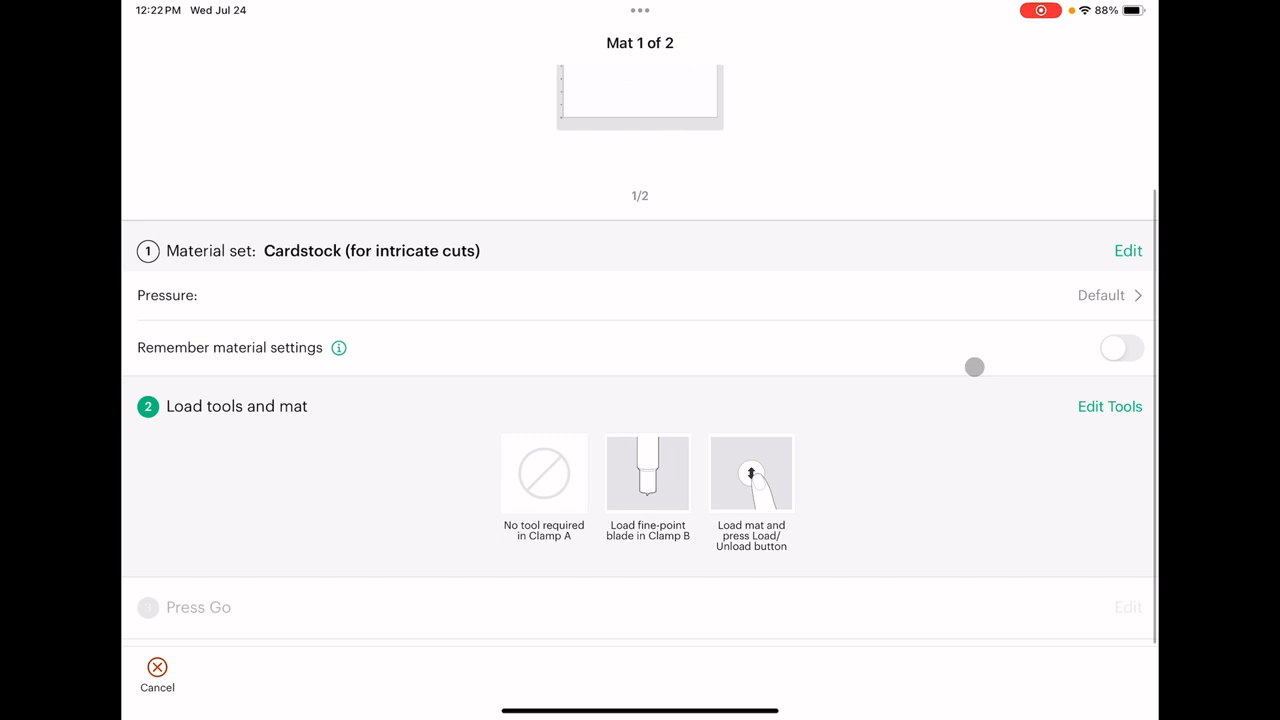 12:22 PM Wed Jul 24
88%
Mat 1 of 2
1/2
1 Material set: Cardstock (for intricate cuts) Edit
Pressure: Default
Remember material settings
2 Load tools and mat Edit Tools
No tool required
in Clamp A
Load fine-point
blade in Clamp B
Load mat and
press Load/
Unload button
Press Go Edit
Cancel